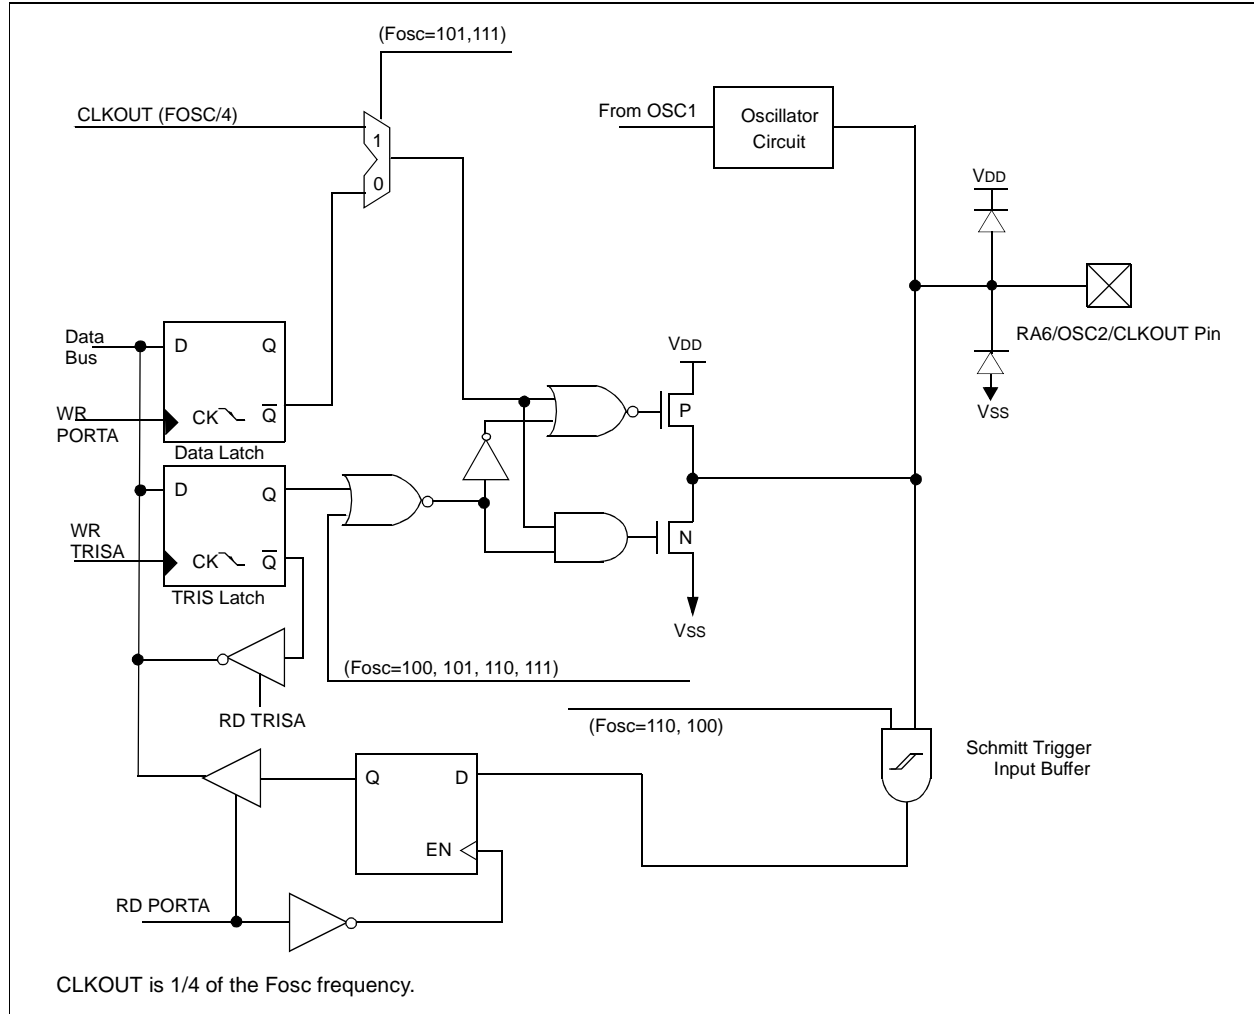 (Fosc=101,111)
CLKOUT (FOSC/4)
1
0
From OSC1
Oscillator
Circuit
VDD
RA6/OSC2/CLKOUT Pin
VSS
Data
Bus
D
Q
CK
Q
WR
PORTA
Data Latch
D
Q
WR
TRISA
CK
Q
TRIS Latch
VDD
P
N
VSS
(Fosc=100, 101, 110, 111)
RD TRISA
(Fosc=110, 100)
Schmitt Trigger
Input Buffer
Q
D
EN
RD PORTA
CLKOUT is 1/4 of the Fosc frequency.